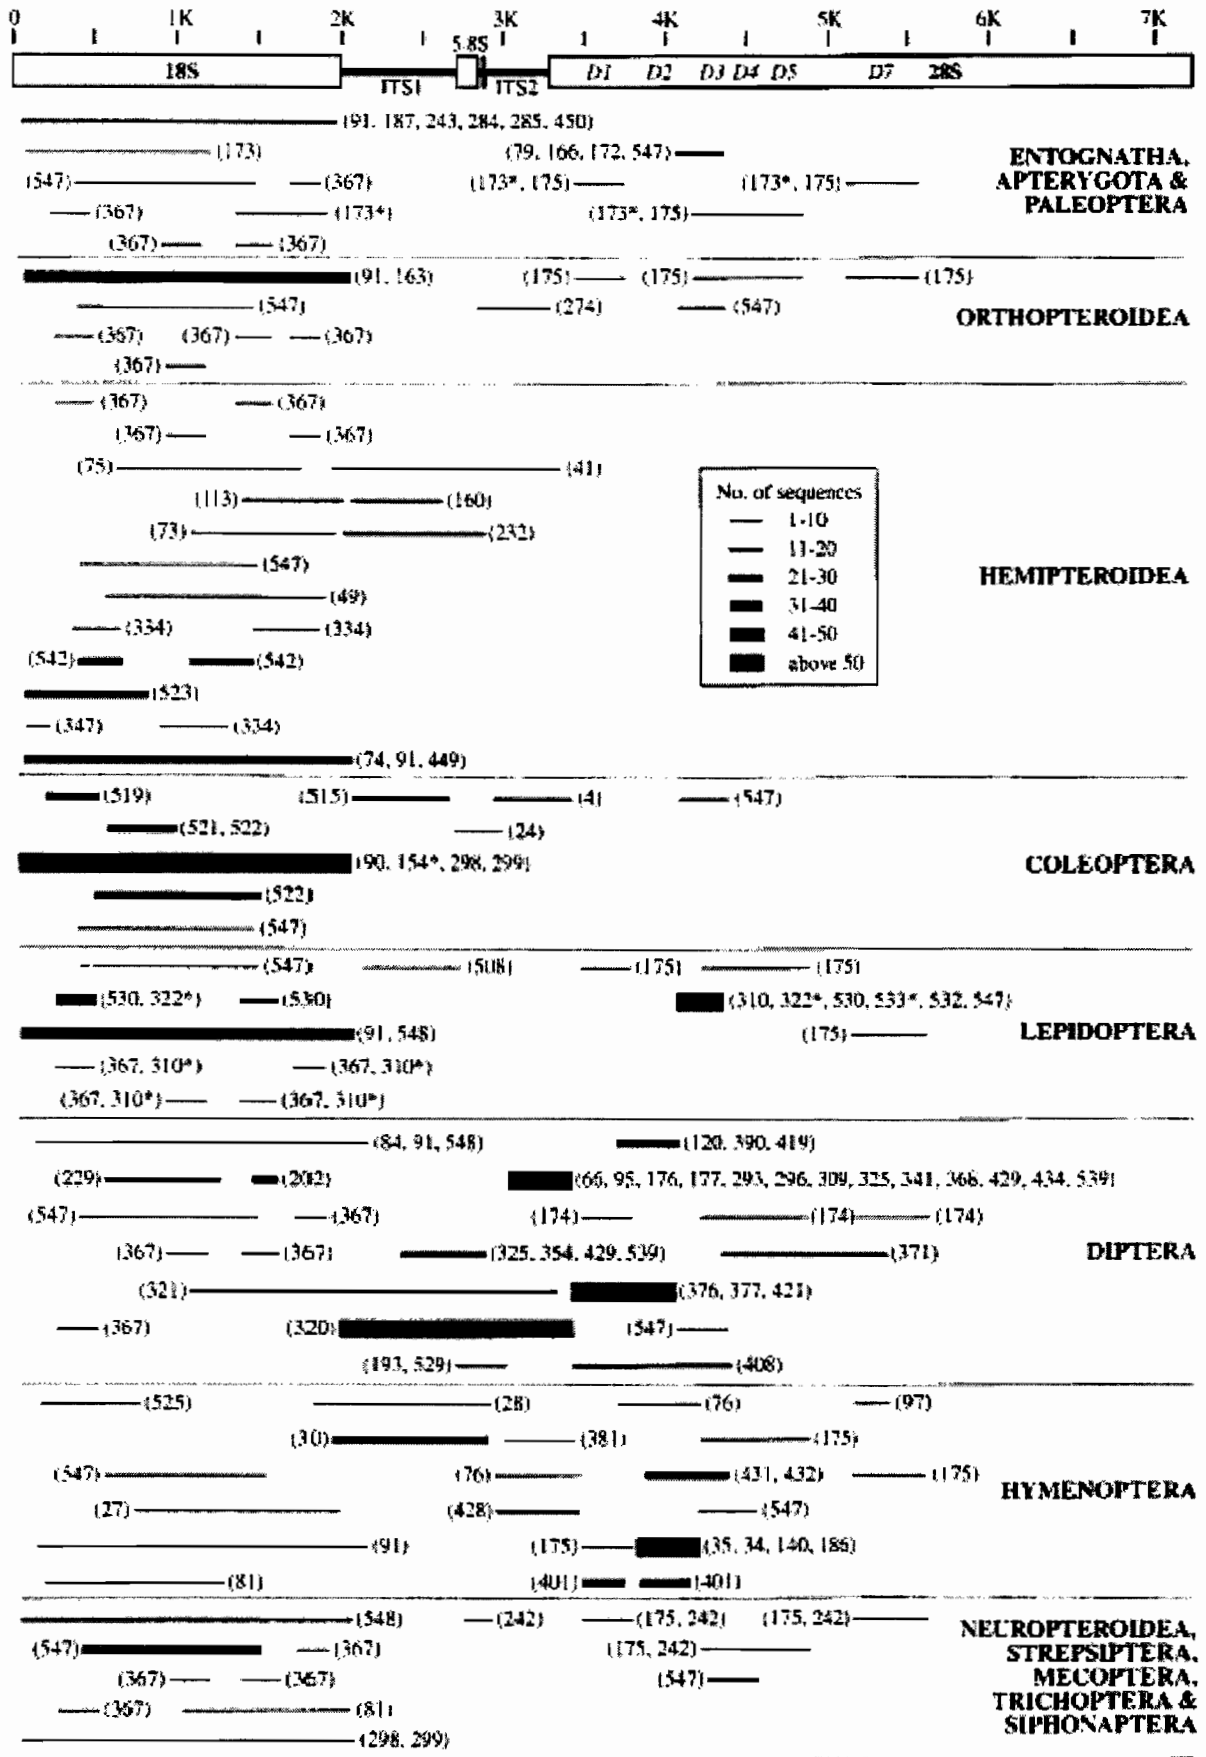 0 1K 2K 3K 4K 5K 6K 7K
5·8S
18S ITS1 ITS2 D1 D2 D3 D4 D5 D7 28S
(91, 187, 243, 284, 285, 450)
(173) (79, 166, 172, 547)
(547) (367) (173*, 175) (173*, 175)
(367) (173*) (173*, 175)
(367) (367)
ENTOGNATHA,
APTERYGOTA &
PALEOPTERA
(91, 163) (175) (175) (175)
(547) (274) (547)
(367) (367) (367)
(367)
ORTHOPTEROIDEA
(367) (367)
(367) (367)
(75) (41)
(113) (160)
(73) (232)
(547)
(49)
(334) (334)
(542) (542)
(523)
(347) (334)
(74, 91, 449)
HEMIPTEROIDEA
No. of sequences
1-10
11-20
21-30
31-40
41-50
above 50
(519) (515) (4) (547)
(521, 522) (24)
(90, 154*, 298, 299)
(522)
(547)
COLEOPTERA
(547) (508) (175) (175)
(530, 322*) (530) (310, 322*, 530, 533*, 532, 547)
(91, 548) (175)
(367, 310*) (367, 310*)
(367, 310*) (367, 310*)
LEPIDOPTERA
(84, 91, 548) (120, 390, 419)
(229) (202) (66, 95, 176, 177, 293, 296, 309, 325, 341, 368, 429, 434, 539)
(547) (367) (174) (174) (174)
(367) (367) (325, 354, 429, 539) (371)
(321) (376, 377, 421)
(367) (320) (547)
(193, 529) (408)
DIPTERA
(525) (28) (76) (97)
(30) (381) (175)
(547) (76) (431, 432) (175)
(27) (428) (547)
(91) (175) (35, 34, 140, 186)
(81) (401) (401)
HYMENOPTERA
(548) (242) (175, 242) (175, 242)
(547) (367) (175, 242)
(367) (367) (547)
(367) (81)
(298, 299)
NEUROPTEROIDEA,
STREPSIPTERA,
MECOPTERA,
TRICHOPTERA &
SIPHONAPTERA